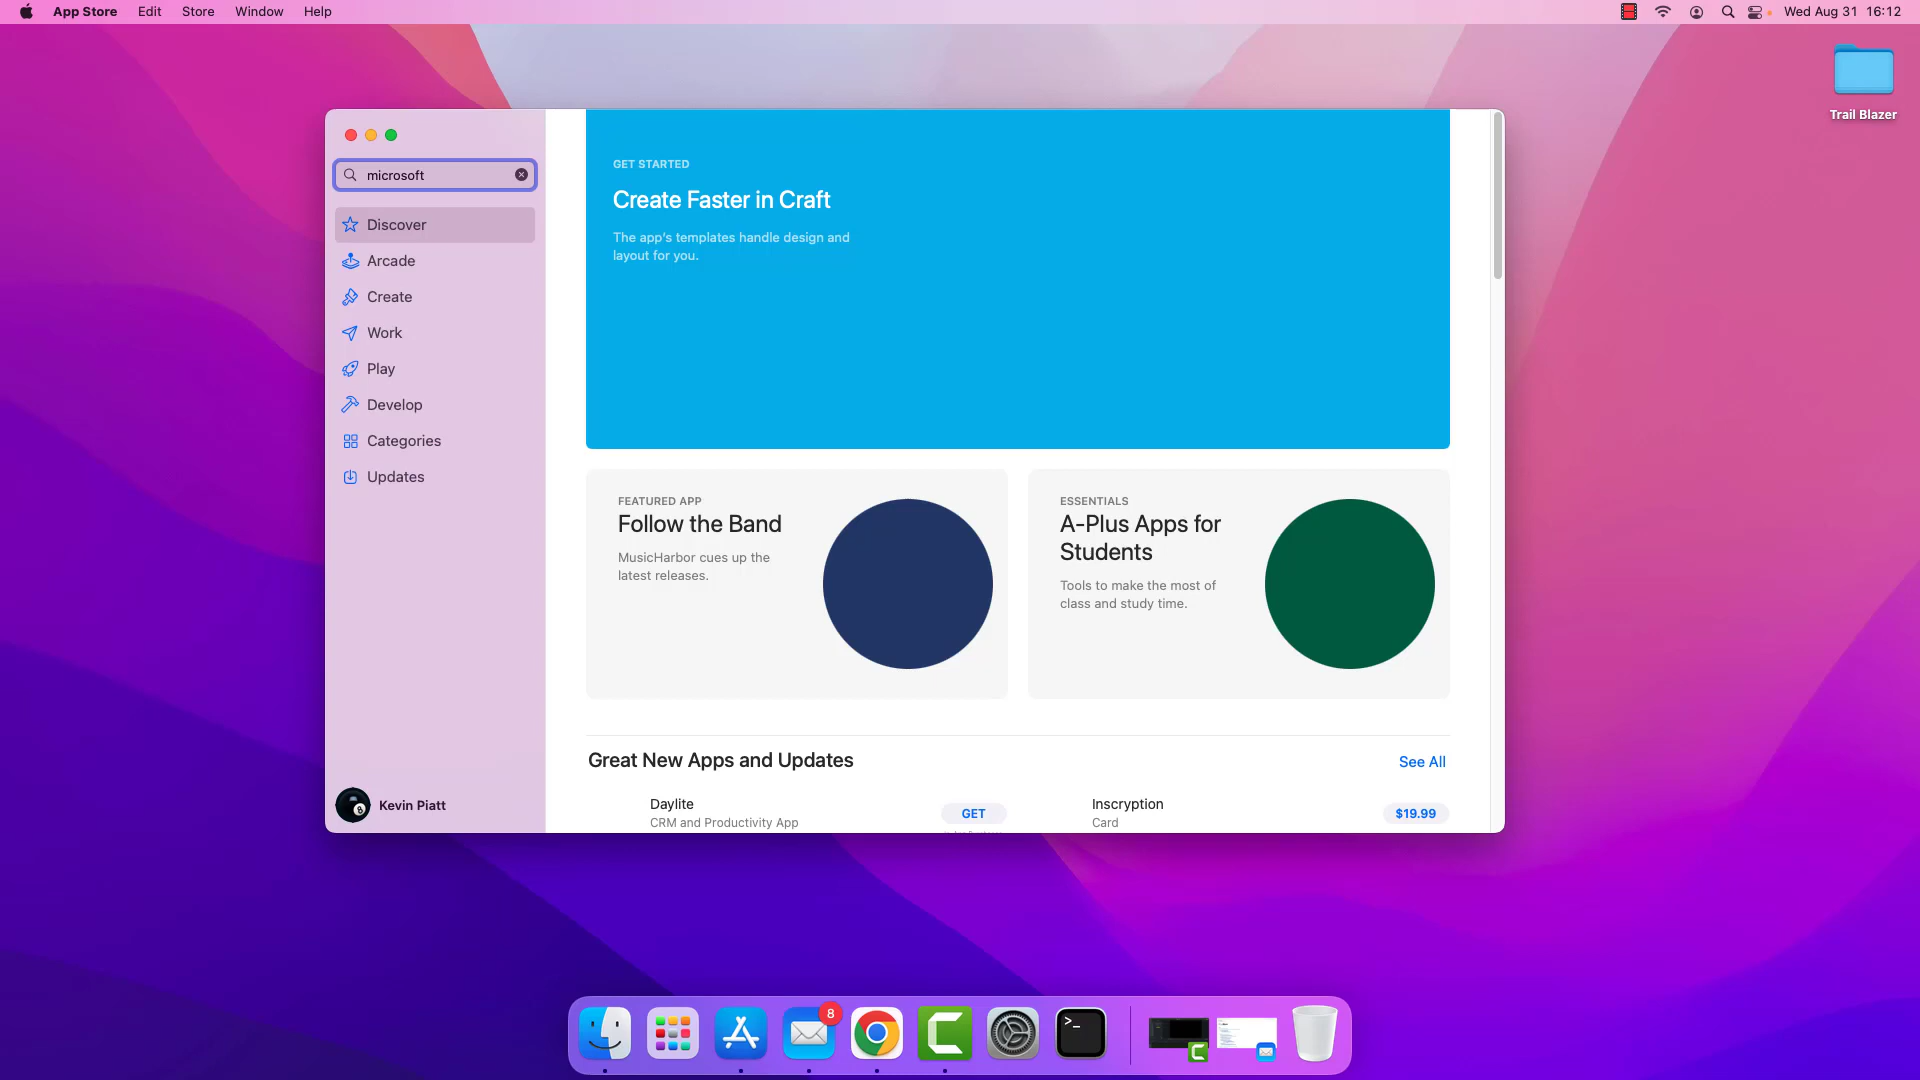 App Store Edit Store Window Help
Wed Aug 31 16:12
Trail Blazer
microsoft
Discover
Arcade
Create
Work
Play
Develop
Categories
Updates
Kevin Piatt
GET STARTED
Create Faster in Craft
The app's templates handle design and
layout for you.
FEATURED APP
Follow the Band
MusicHarbor cues up the
latest releases.
ESSENTIALS
A-Plus Apps for
Students
Tools to make the most of
class and study time.
Great New Apps and Updates
See All
Daylite
CRM and Productivity App
GET
Inscryption
Card
$19.99
8
8
>_